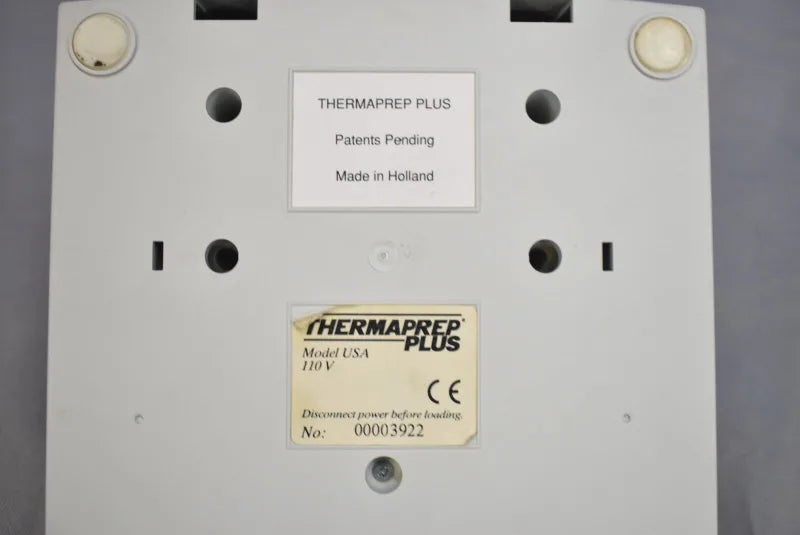 THERMAPREP PLUS
Patents Pending
Made in Holland
THERMAPREP®
PLUS
Model USA
110 V
CE
Disconnect power before loading.
No: 00003922